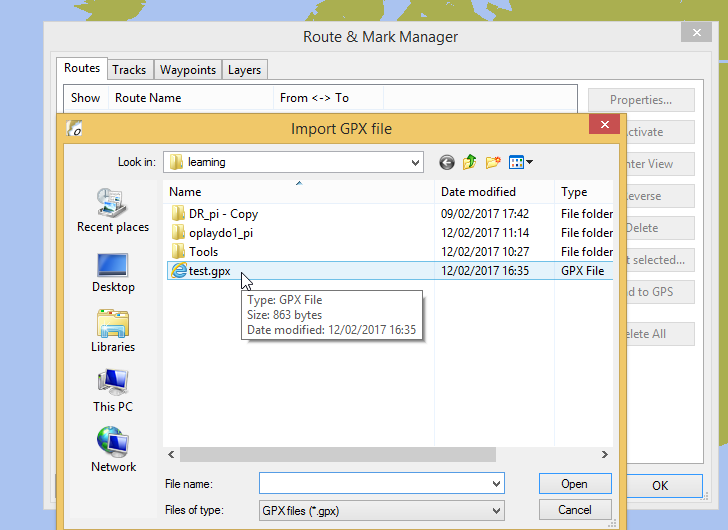 Route & Mark Manager
Routes Tracks Waypoints Layers
Show Route Name From <-> To
Properties...
Import GPX file
Look in: learning
Name Date modified Type
DR_pi - Copy 09/02/2017 17:42 File folder
oplaydo1_pi 12/02/2017 11:14 File folder
Tools 12/02/2017 10:27 File folder
test.gpx 12/02/2017 16:35 GPX File
Type: GPX File
Size: 863 bytes
Date modified: 12/02/2017 16:35
Recent places
Desktop
Libraries
This PC
Network
ctivate
nter View
everse
Delete
t selected...
d to GPS
elete All
File name: Open
Files of type: GPX files (*.gpx) Cancel
OK